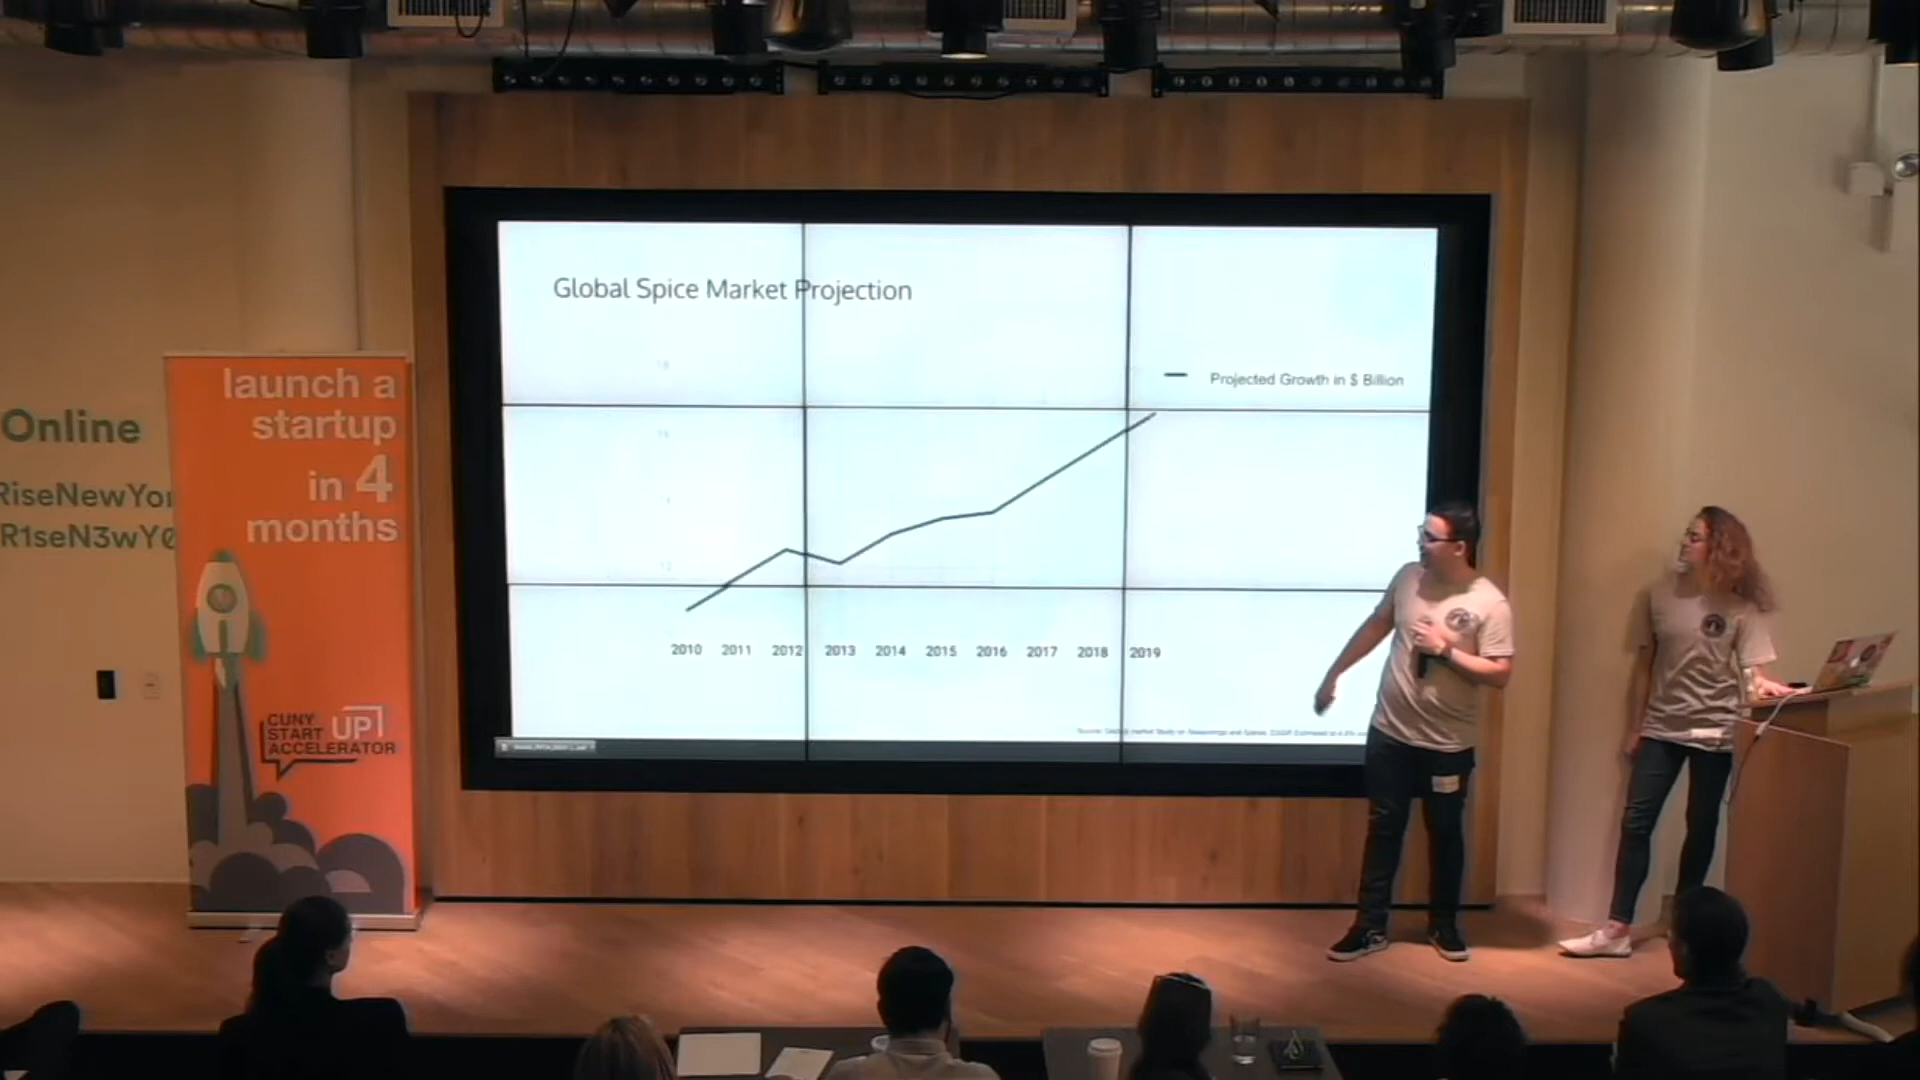 Global Spice Market Projection
Projected Growth in $ Billion
2010 2011 2012 2013 2014 2015 2016 2017 2018 2019
launch a
startup
in 4
months
CUNY
START UP
ACCELERATOR
Online
RiseNewYor
R1seN3wY0